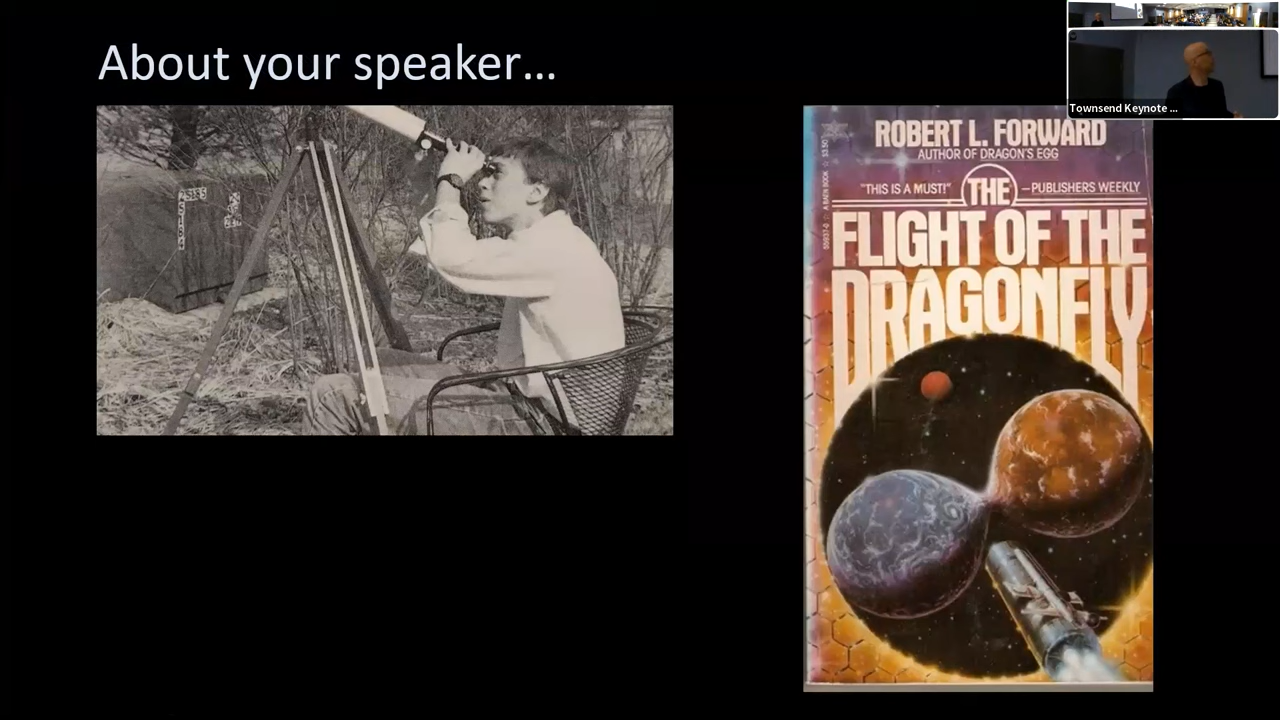 About your speaker...
Townsend Keynote ...
ROBERT L. FORWARD
AUTHOR OF DRAGON'S EGG
"THIS IS A MUST!" THE —PUBLISHERS WEEKLY
FLIGHT OF THE
DRAGONFLY